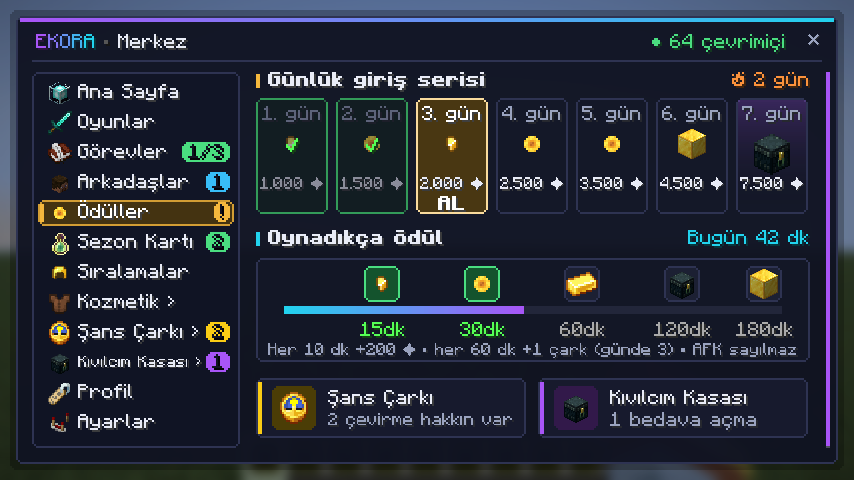 EKORA • Merkez
• 64 çevrimiçi ×
Ana Sayfa
Oyunlar
Görevler 1/3
Arkadaşlar 1
Ödüller !
Sezon Kartı
Sıralamalar
Kozmetik >
Şans Çarkı > 2
Kıvılcım Kasası > 1
Profil
Ayarlar
Günlük giriş serisi
2 gün
1. gün 2. gün 3. gün 4. gün 5. gün 6. gün 7. gün
1.000 ✦ 1.500 ✦ 2.000 ✦ 2.500 ✦ 3.500 ✦ 4.500 ✦ 7.500 ✦
AL
Oynadıkça ödül
Bugün 42 dk
15dk 30dk 60dk 120dk 180dk
Her 10 dk +200 ✦ • her 60 dk +1 çark (günde 3) • AFK sayılmaz
Şans Çarkı
2 çevirme hakkın var
Kıvılcım Kasası
1 bedava açma